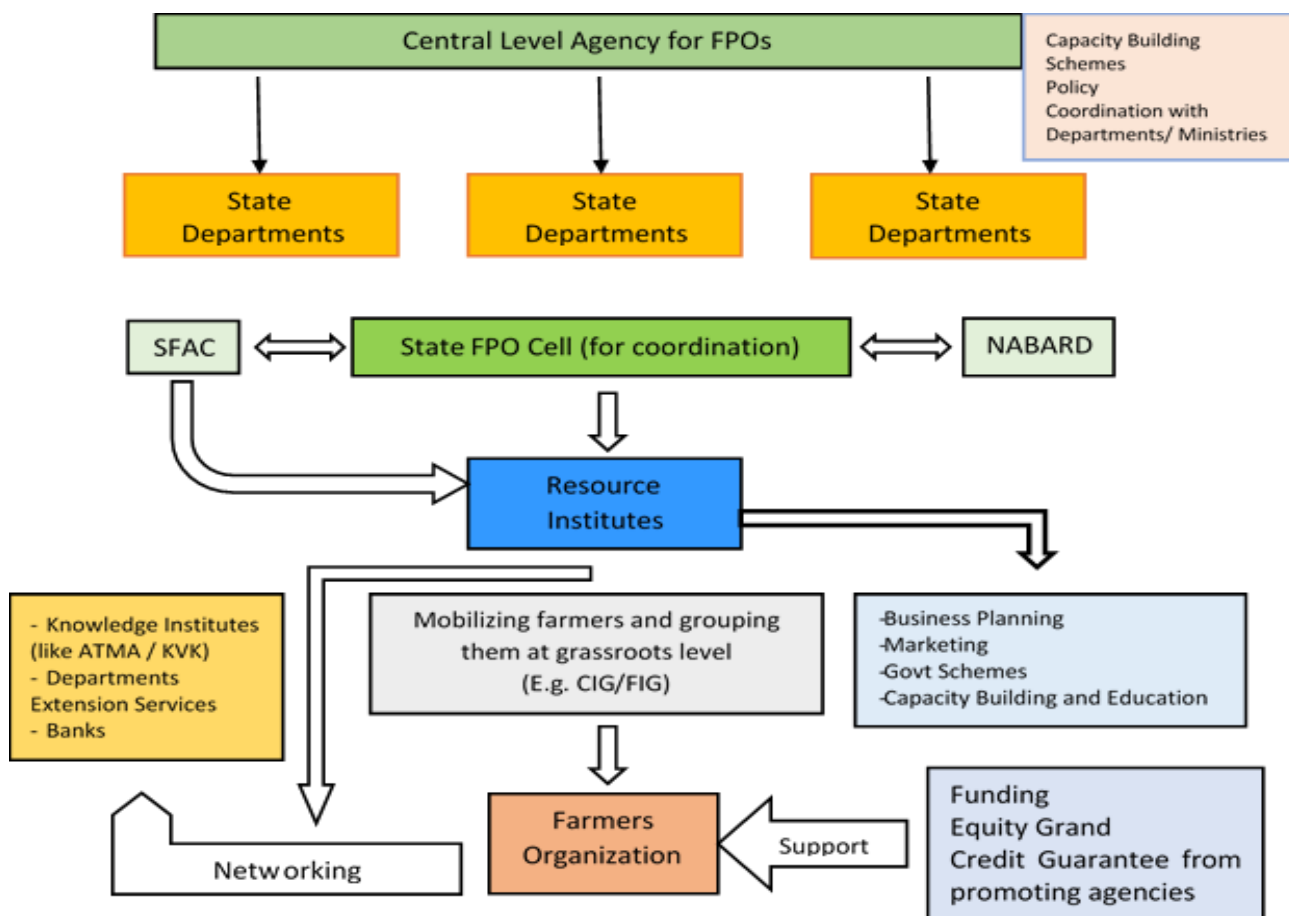 Central Level Agency for FPOs
Capacity Building
Schemes
Policy
Coordination with
Departments/ Ministries
State
Departments
State
Departments
State
Departments
SFAC
State FPO Cell (for coordination)
NABARD
Resource
Institutes
- Knowledge Institutes
(like ATMA / KVK)
- Departments
Extension Services
- Banks
Mobilizing farmers and grouping
them at grassroots level
(E.g. CIG/FIG)
-Business Planning
-Marketing
-Govt Schemes
-Capacity Building and Education
Networking
Farmers
Organization
Support
Funding
Equity Grand
Credit Guarantee from
promoting agencies